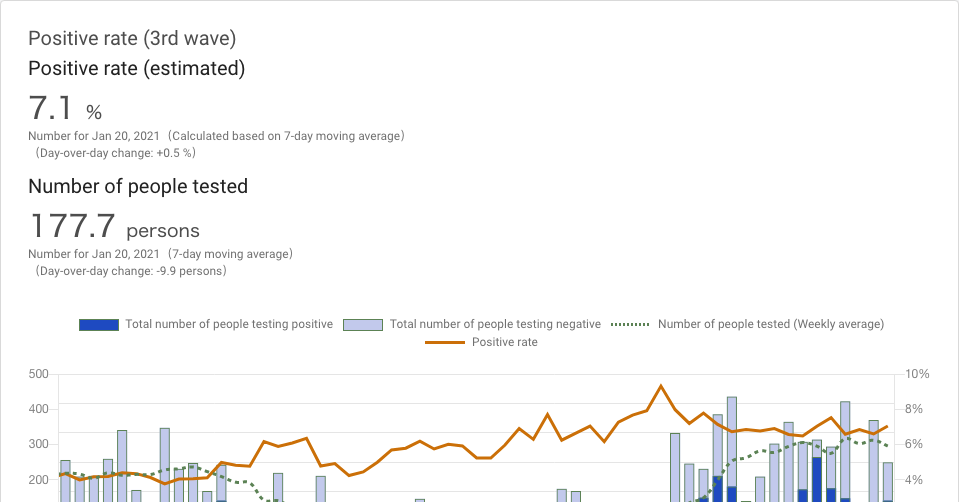 Positive rate (3rd wave)
Positive rate (estimated)
7.1 %
Number for Jan 20, 2021（Calculated based on 7-day moving average）
（Day-over-day change: +0.5 %）
Number of people tested
177.7 persons
Number for Jan 20, 2021（7-day moving average）
（Day-over-day change: -9.9 persons）
Total number of people testing positive Total number of people testing negative Number of people tested (Weekly average)
Positive rate
500 10%
400 8%
300 6%
200 4%